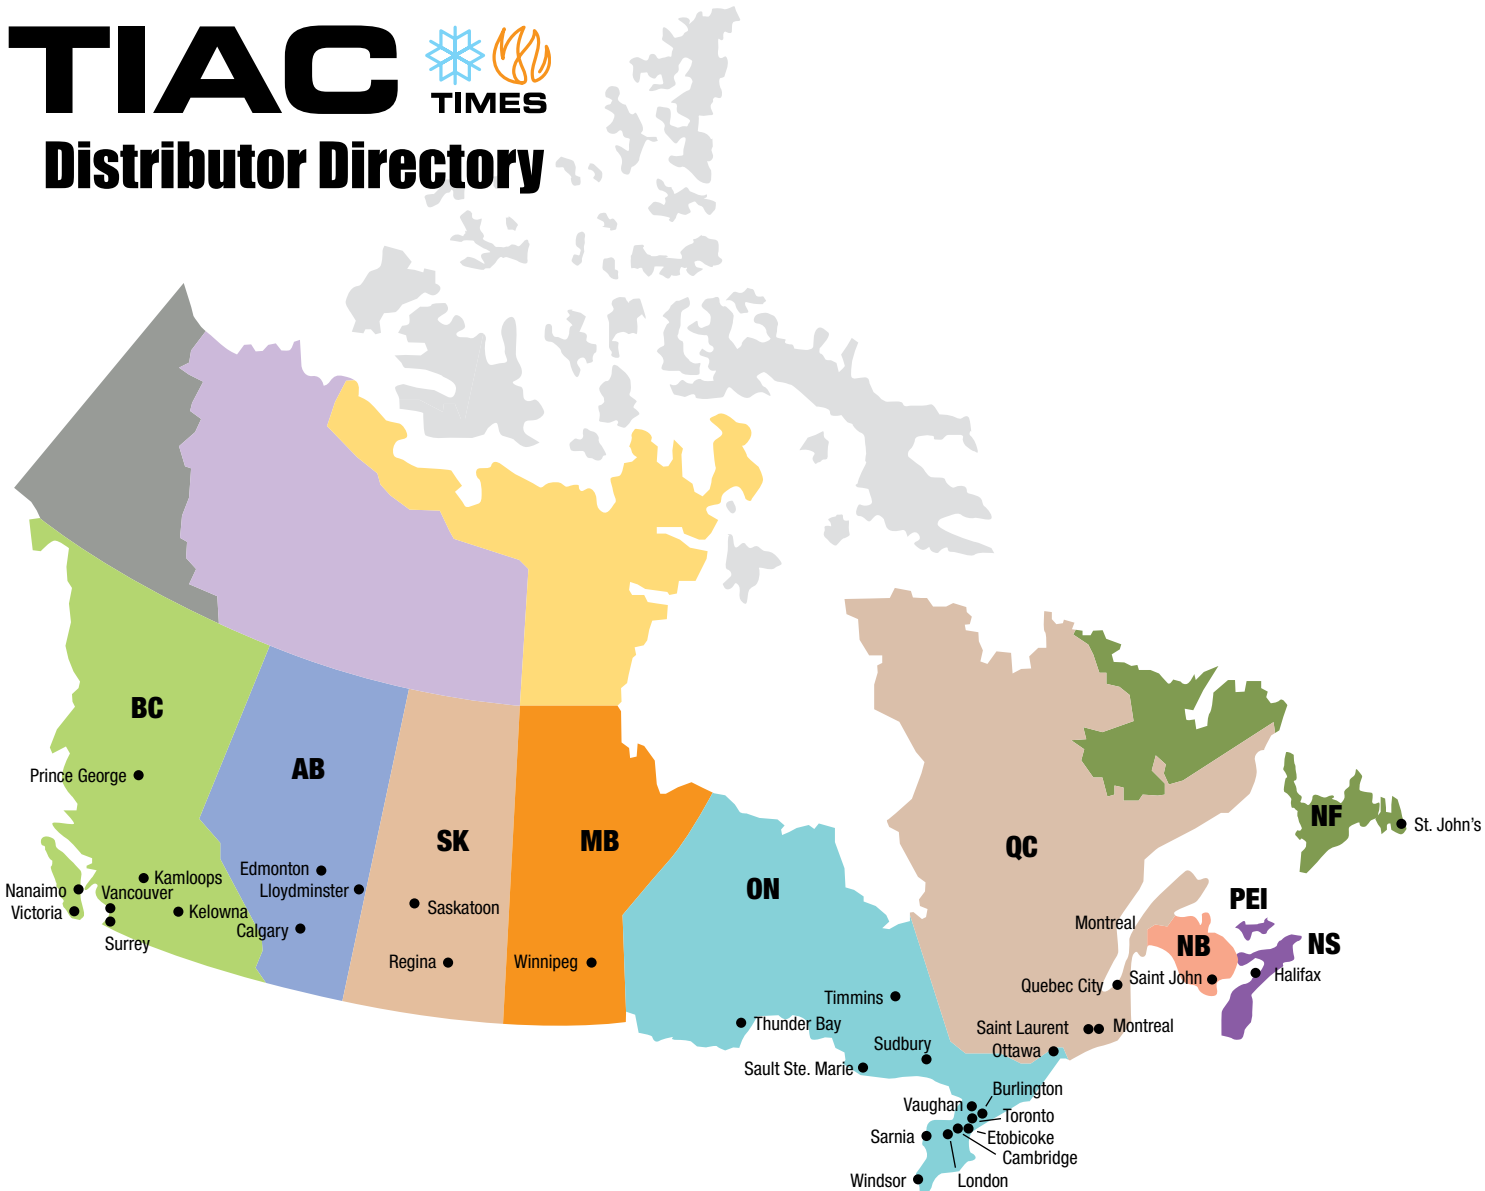 TIAC
TIMES
Distributor Directory
BC
Prince George
AB
SK
MB
ON
QC
NF
St. John's
PEI
NB
NS
Edmonton
Lloydminster
Calgary
Kamloops
Nanaimo
Vancouver
Victoria
Kelowna
Surrey
Saskatoon
Regina
Winnipeg
Montreal
Quebec City
Saint John
Halifax
Timmins
Thunder Bay
Saint Laurent
Montreal
Sudbury
Ottawa
Sault Ste. Marie
Burlington
Vaughan
Toronto
Sarnia
Etobicoke
Cambridge
Windsor
London